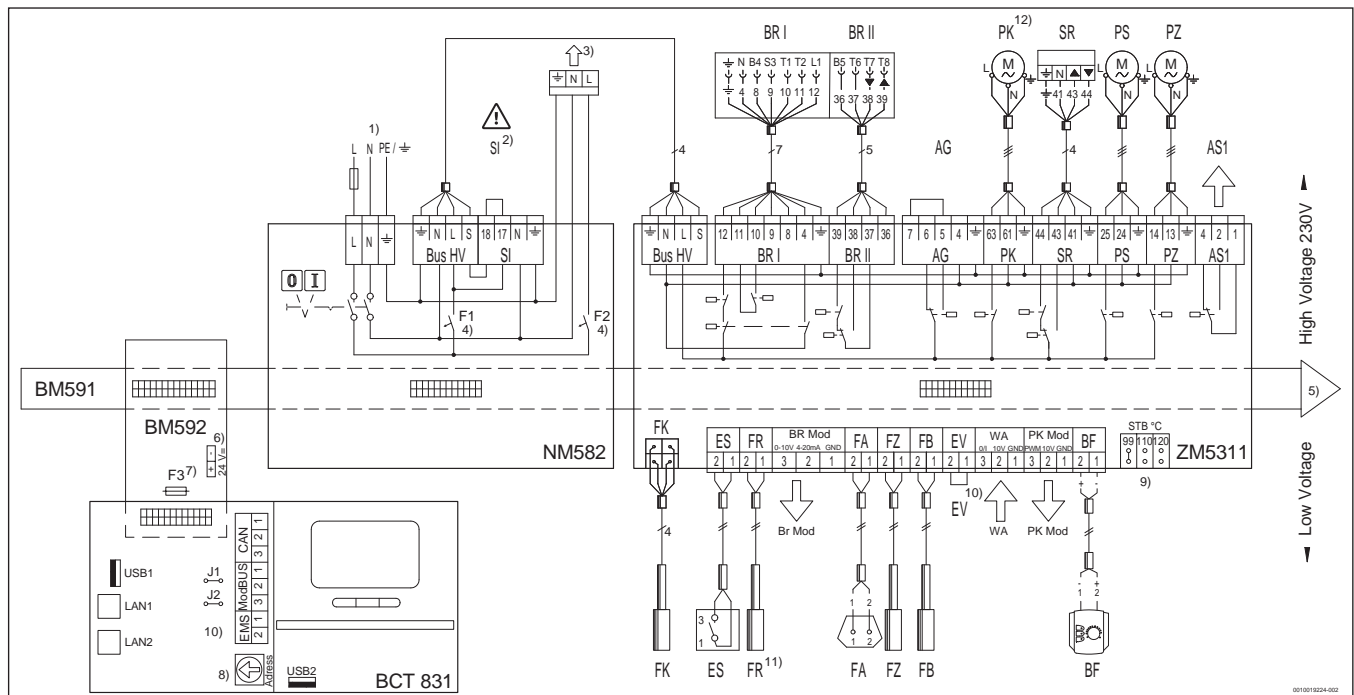 BR I
BR II
PK 12)
SR
PS
PZ
3)
N L
N B4 S3 T1 T2 L1
4 8 9 10 11 12
B5 T6 T7 T8
36 37 38 39
L M N
N
41 43 44
L M N
L M N
1)
L N PE /
SI 2)
4
7
5
AG
4
AS1
L N
N L S
18 17 N
Bus HV
SI
N L S
12 11 10 9 8 4
39 38 37 36
7 6 5 4
63 61
44 43 41
25 24
14 13
4 2 1
Bus HV
BR I
BR II
AG
PK
SR
PS
PZ
AS1
0 I
F1
4)
F2
4)
High Voltage 230V
BM591
5)
BM592
6)
- +
24 V=
F3 7)
NM582
FK
ES
FR
BR Mod
0-10V 4-20mA GND
FA
FZ
FB
EV
WA
0/I 10V GND
PK Mod
PWM 10V GND
BF
STB °C
99 110 120
2 1
2 1
3 2 1
2 1
2 1
2 1
2 1
3 2 1
3 2 1
2 1
9)
ZM5311
10)
EV
+ -
Br Mod
WA
PK Mod
4
Low Voltage
USB1
LAN1
LAN2
J1
J2
10)
CAN
3 2 1
ModBUS
3 2 1
EMS
2 1
8)
Adress
USB2
BCT 831
3
1
1 2
1 2
- +
1 2
FK
ES
FR 11)
FA
FZ
FB
BF
0010019224-002